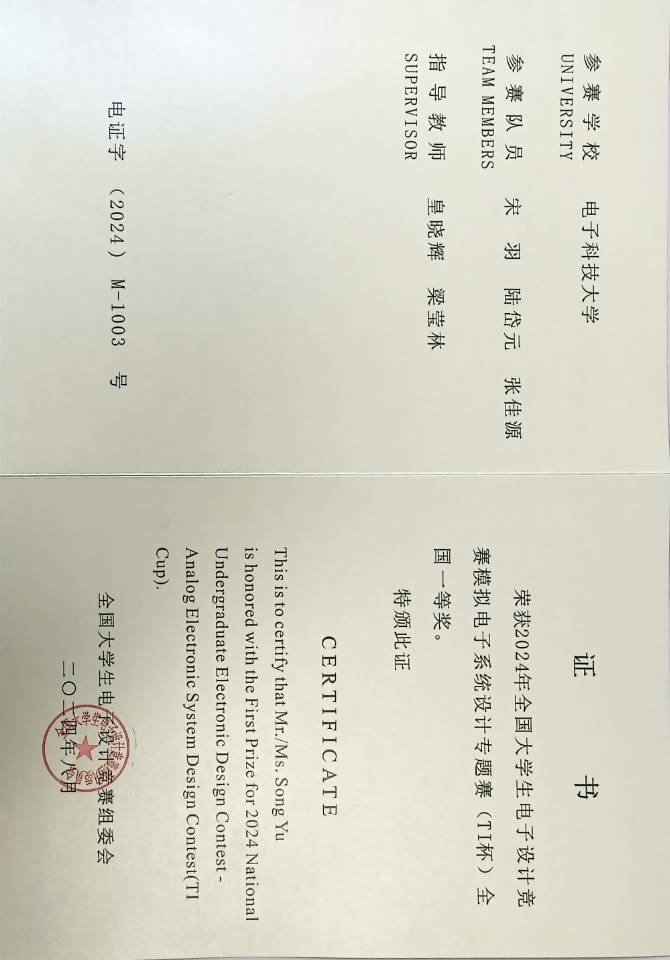 参赛学校 电子科技大学
UNIVERSITY
参赛队员 宋 羽 陆岱元 张佳源
TEAM MEMBERS
指导教师 皇晓辉 梁莹林
SUPERVISOR
电证字 （2024） M-1003 号
证 书
荣获2024年全国大学生电子设计竞
赛模拟电子系统设计专题赛（TI杯）全
国一等奖。
特颁此证
CERTIFICATE
This is to certify that Mr./Ms. Song Yu
is honored with the First Prize for 2024 National
Undergraduate Electronic Design Contest -
Analog Electronic System Design Contest(TI
Cup).
全国大学生电子设计竞赛组委会
二〇二四年八月